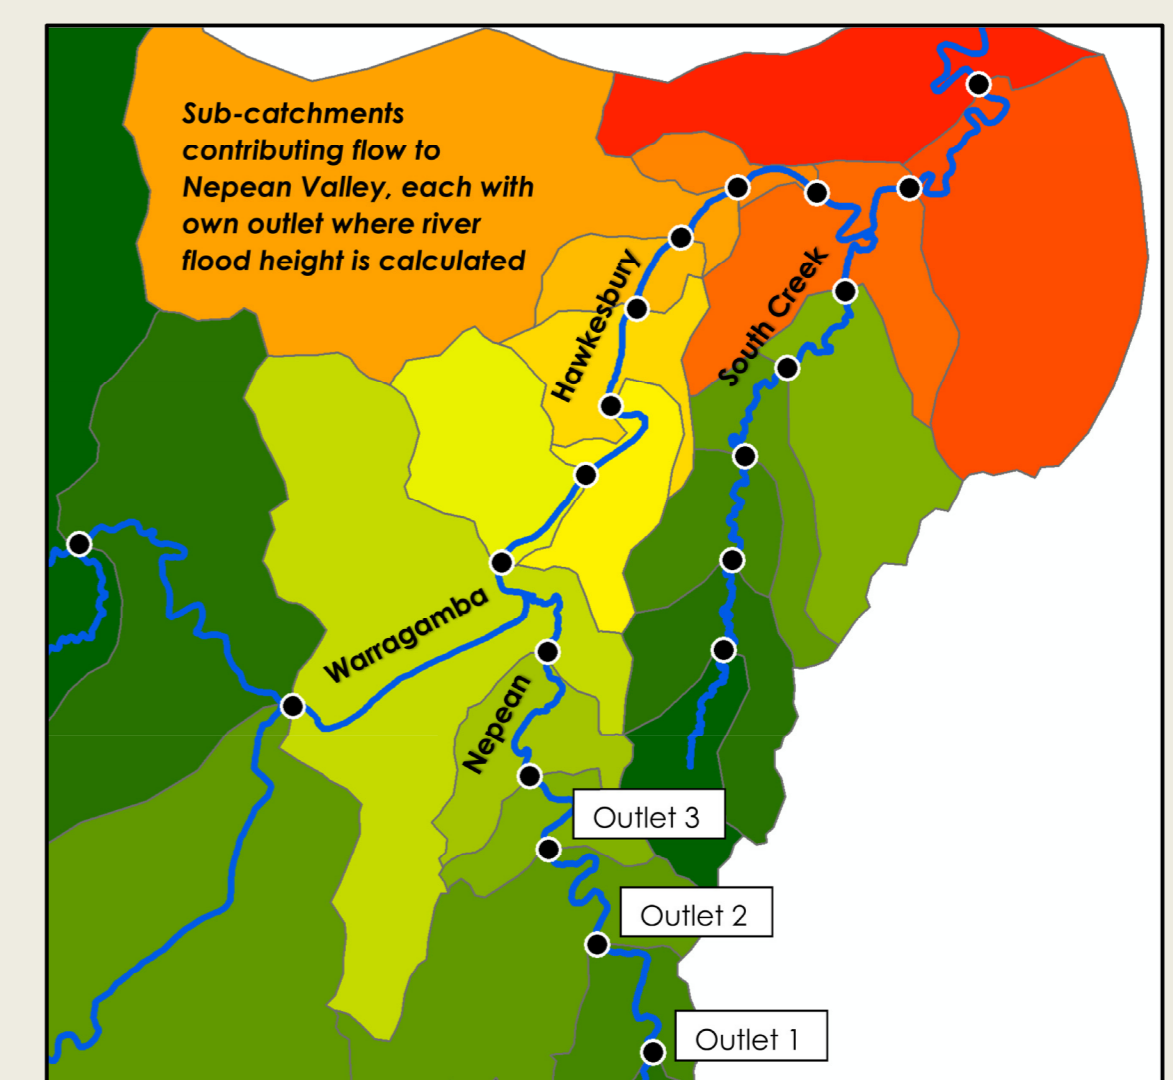 Sub-catchments
contributing flow to
Nepean Valley, each with
own outlet where river
flood height is calculated
Hawkesbury
South Creek
Warragamba
Nepean
Outlet 3
Outlet 2
Outlet 1